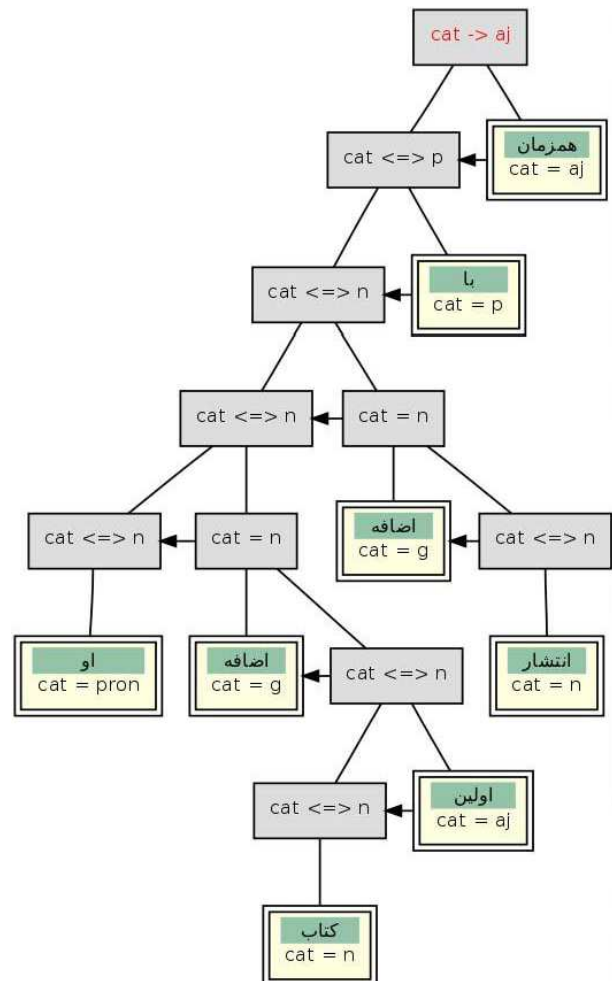 cat -> aj
همزمان
cat = aj
cat <=> p
با
cat = p
cat <=> n
cat <=> n
cat = n
اضافه
cat = g
cat <=> n
cat <=> n
cat = n
او
cat = pron
اضافه
cat = g
cat <=> n
انتشار
cat = n
اولین
cat = aj
cat <=> n
کتاب
cat = n